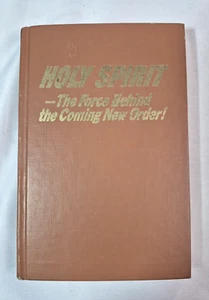 HOLY SPIRIT
—The Force Behind
the Coming New Order!